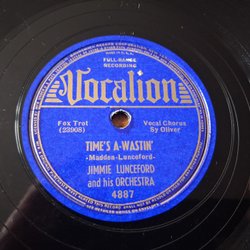 FULL-RANGE
RECORDING
Vocalion
Fox Trot
(23908)
Vocal Chorus
By Oliver
TIME'S A-WASTIN'
-Madden-Lunceford-
JIMMIE LUNCEFORD
and his ORCHESTRA
4887